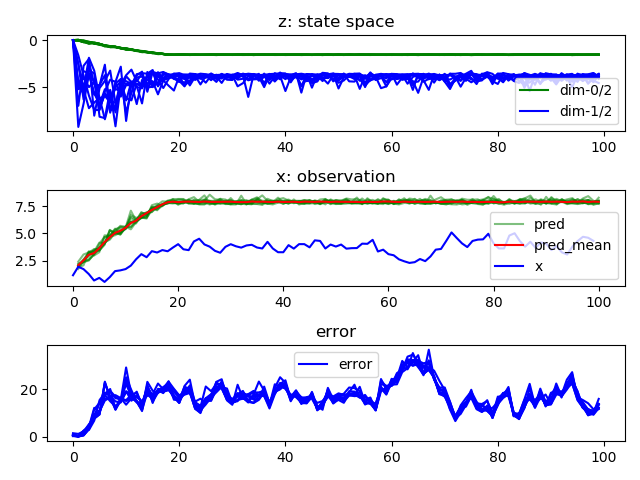 z: state space
0
−5
dim-0/2
dim-1/2
0 20 40 60 80 100
x: observation
7.5
5.0
2.5
pred
pred_mean
x
0 20 40 60 80 100
error
20
0
error
0 20 40 60 80 100